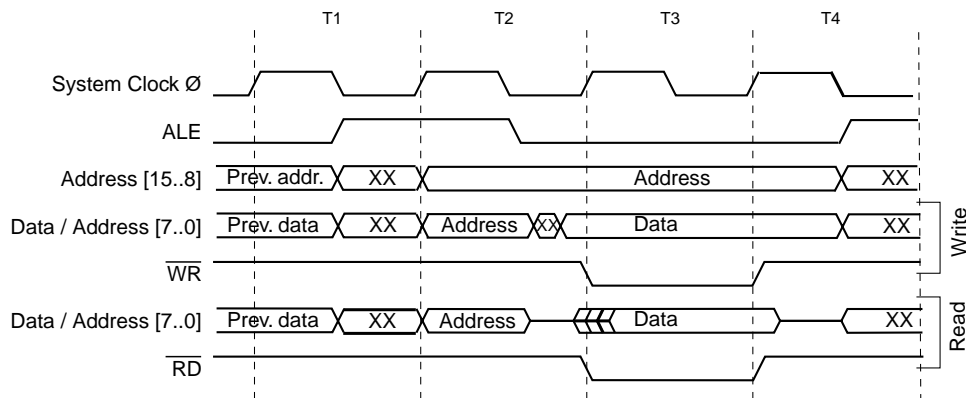 T1 T2 T3 T4
System Clock Ø
ALE
Address [15..8] Prev. addr. XX Address XX
Data / Address [7..0] Prev. data XX Address XX Data XX
WR
Write
Data / Address [7..0] Prev. data XX Address Data XX
RD
Read